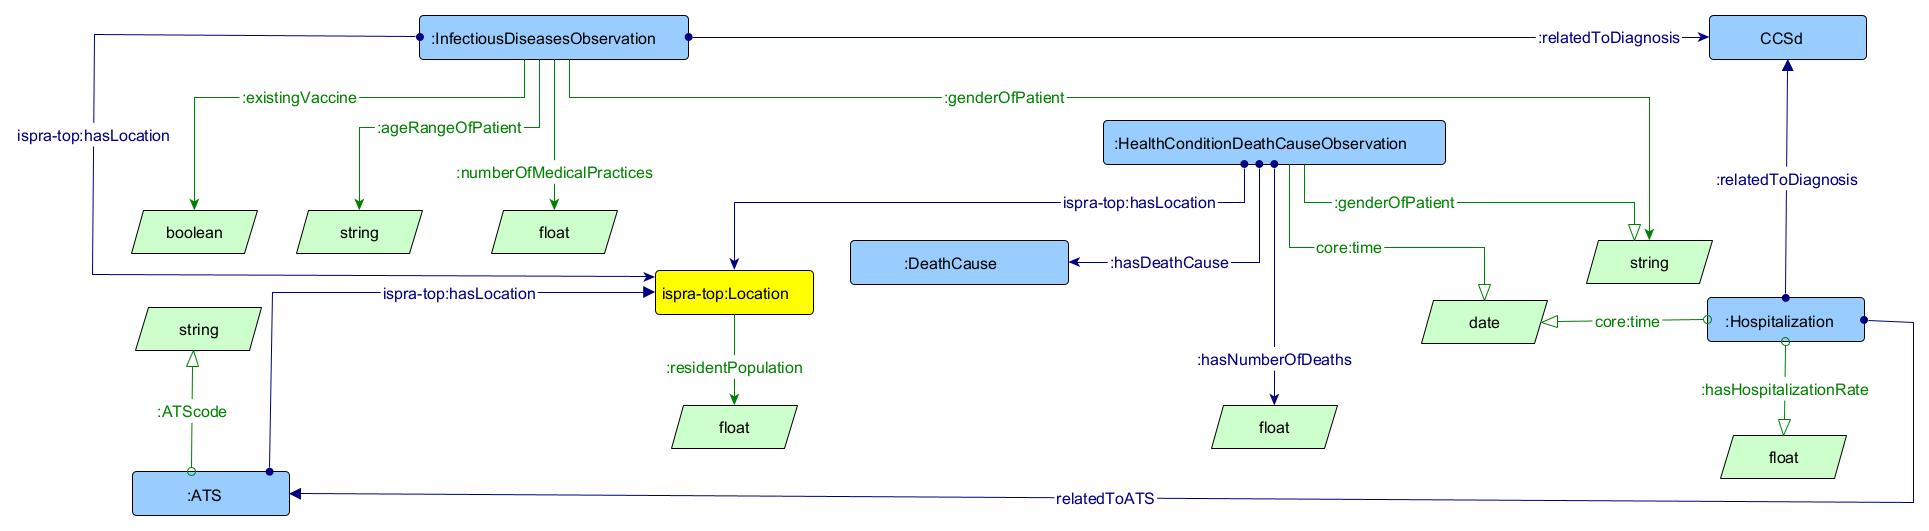 :InfectiousDiseasesObservation
:relatedToDiagnosis
CCSd
:existingVaccine
:genderOfPatient
:ageRangeOfPatient
ispra-top:hasLocation
:HealthConditionDeathCauseObservation
:numberOfMedicalPractices
:relatedToDiagnosis
ispra-top:hasLocation
:genderOfPatient
boolean
string
float
core:time
:DeathCause
:hasDeathCause
string
ispra-top:hasLocation
ispra-top:Location
date
core:time
:Hospitalization
string
:residentPopulation
:hasNumberOfDeaths
:hasHospitalizationRate
:ATScode
float
float
float
:ATS
relatedToATS